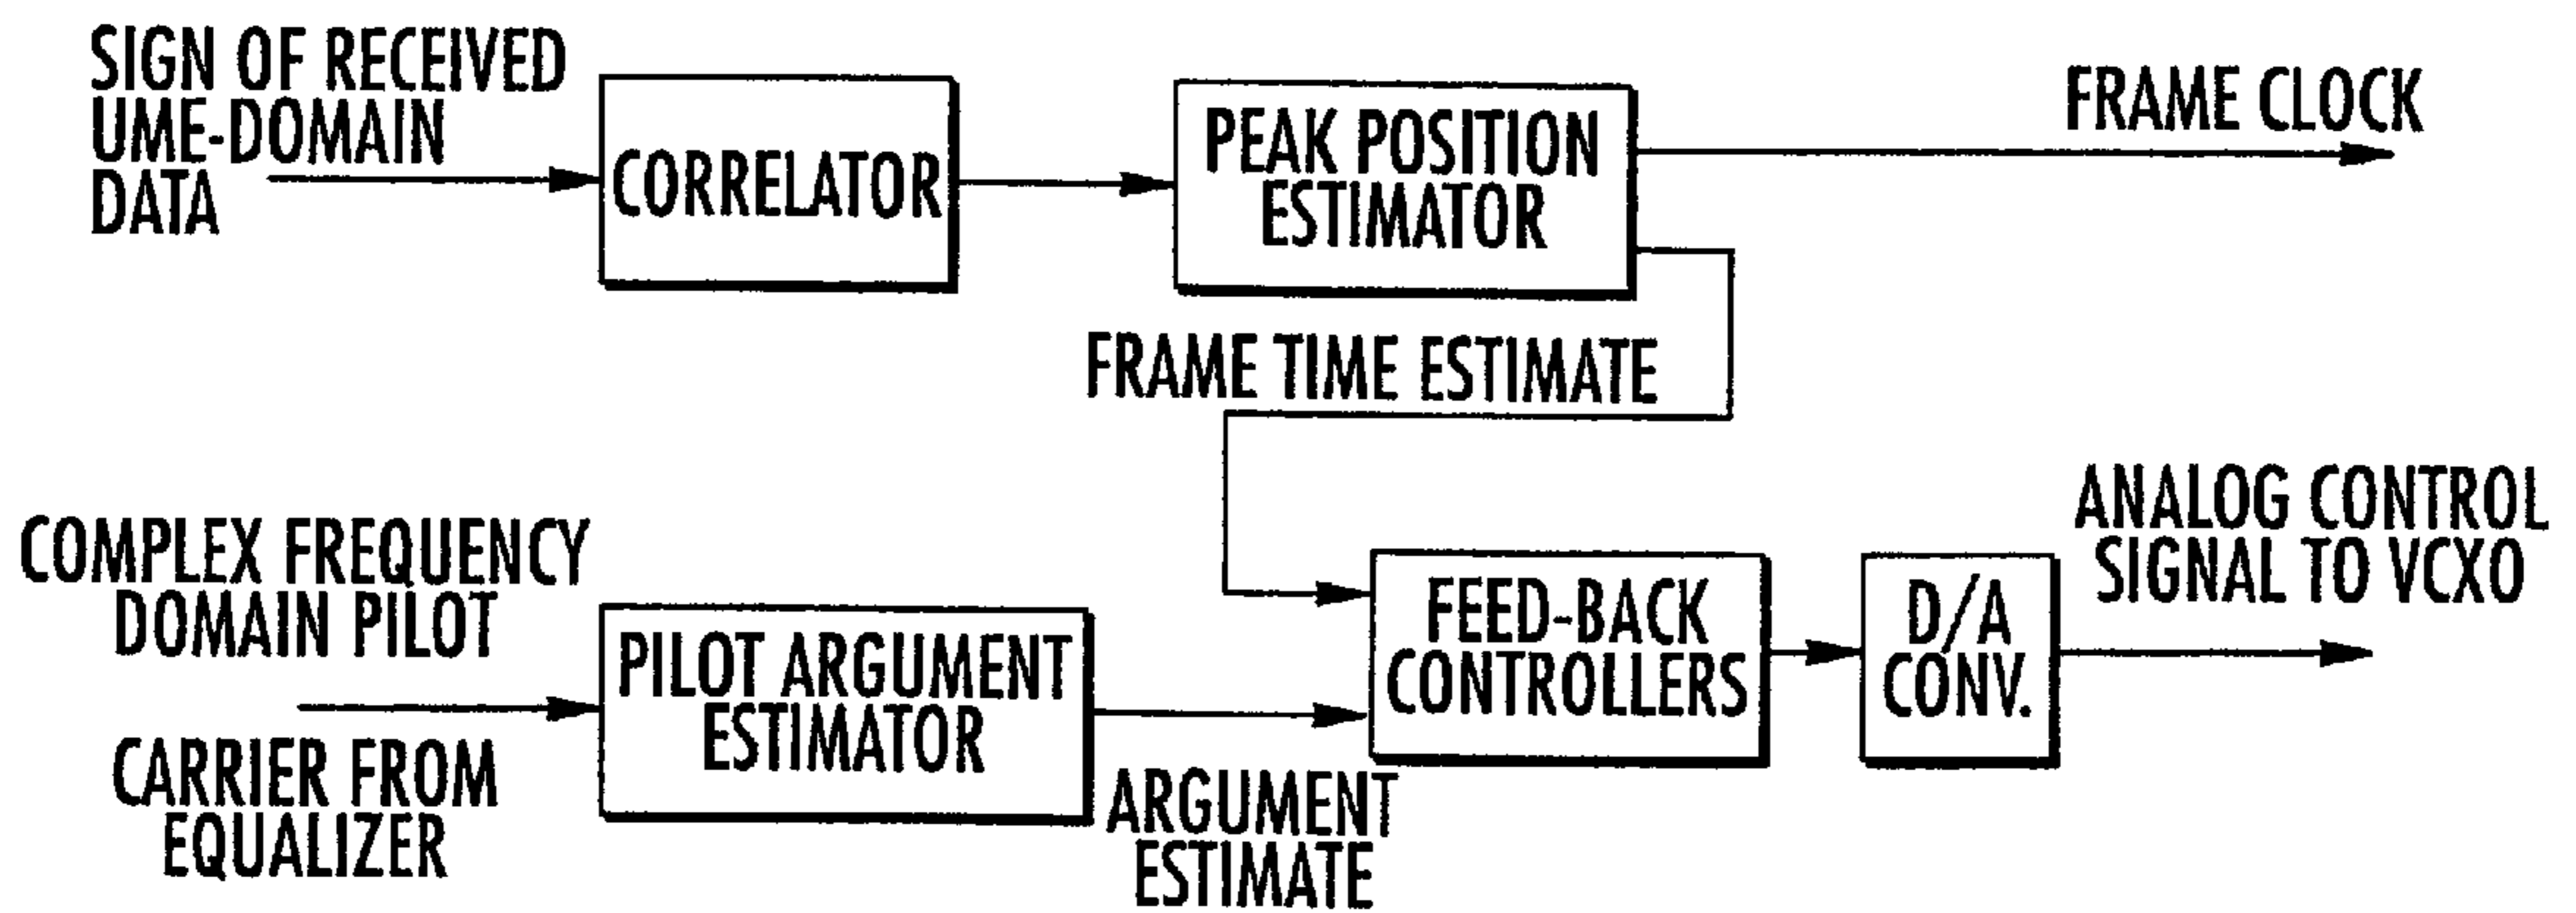 SIGN OF RECEIVED
UME-DOMAIN
DATA
CORRELATOR
PEAK POSITION
ESTIMATOR
FRAME CLOCK
FRAME TIME ESTIMATE
COMPLEX FREQUENCY
DOMAIN PILOT
CARRIER FROM
EQUALIZER
PILOT ARGUMENT
ESTIMATOR
ARGUMENT
ESTIMATE
FEED-BACK
CONTROLLERS
D/A
CONV.
ANALOG CONTROL
SIGNAL TO VCXO